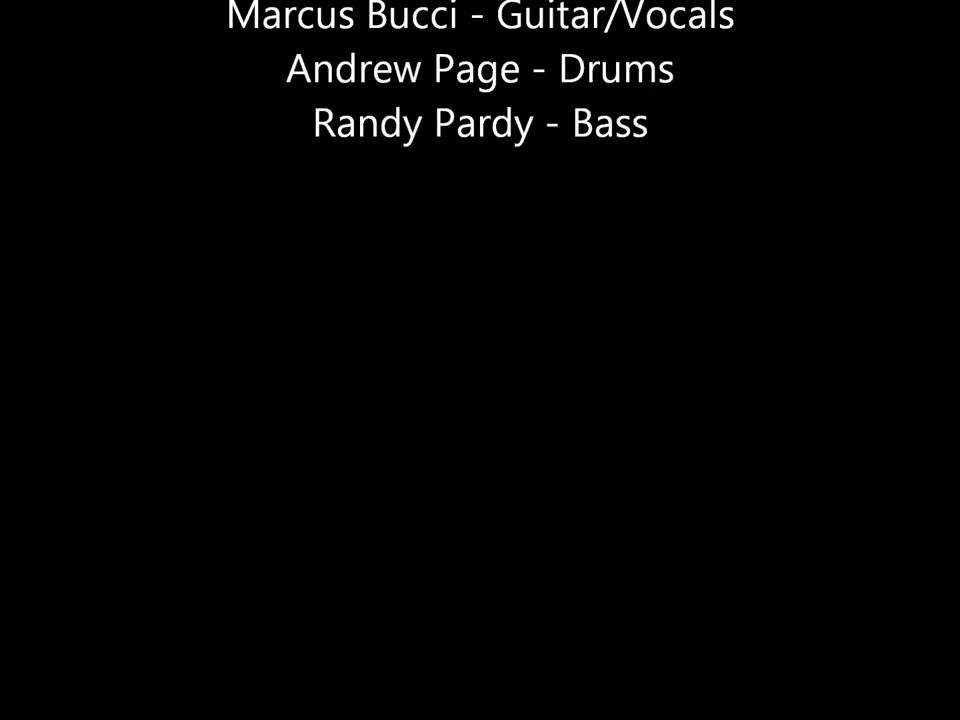 Marcus Bucci - Guitar/Vocals
Andrew Page - Drums
Randy Pardy - Bass